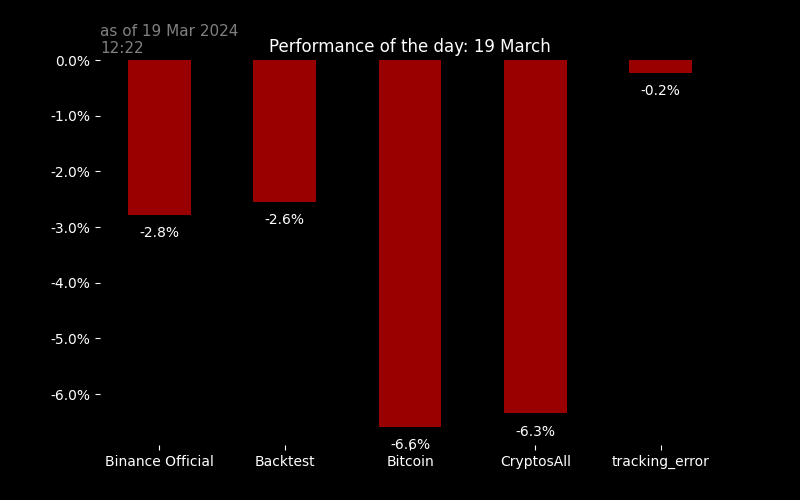 as of 19 Mar 2024
12:22
Performance of the day: 19 March
0.0%
-1.0%
-2.0%
-3.0%
-4.0%
-5.0%
-6.0%
-2.8%
-2.6%
-6.6%
-6.3%
-0.2%
Binance Official
Backtest
Bitcoin
CryptosAll
tracking_error